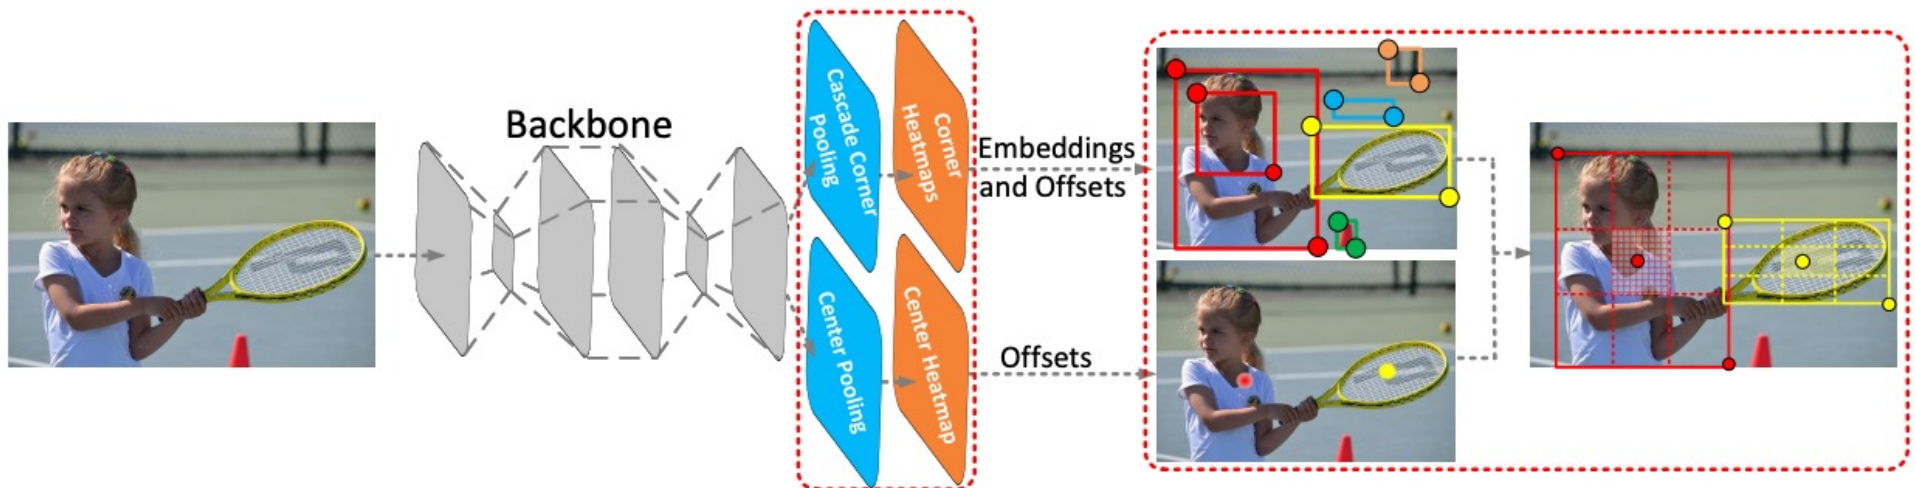 Backbone
Cascade Corner
Pooling
Corner
Heatmaps
Center Pooling
Center Heatmap
Embeddings
and Offsets
Offsets